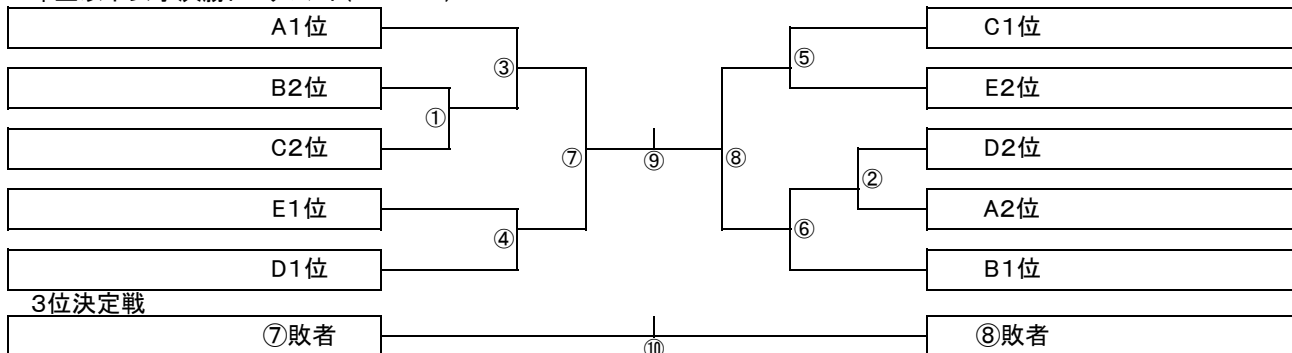 A1位
C1位
③
⑤
B2位
E2位
①
C2位
D2位
⑦
⑨
⑧
②
E1位
A2位
④
⑥
D1位
B1位
3位決定戦
⑦敗者
⑧敗者
⑩